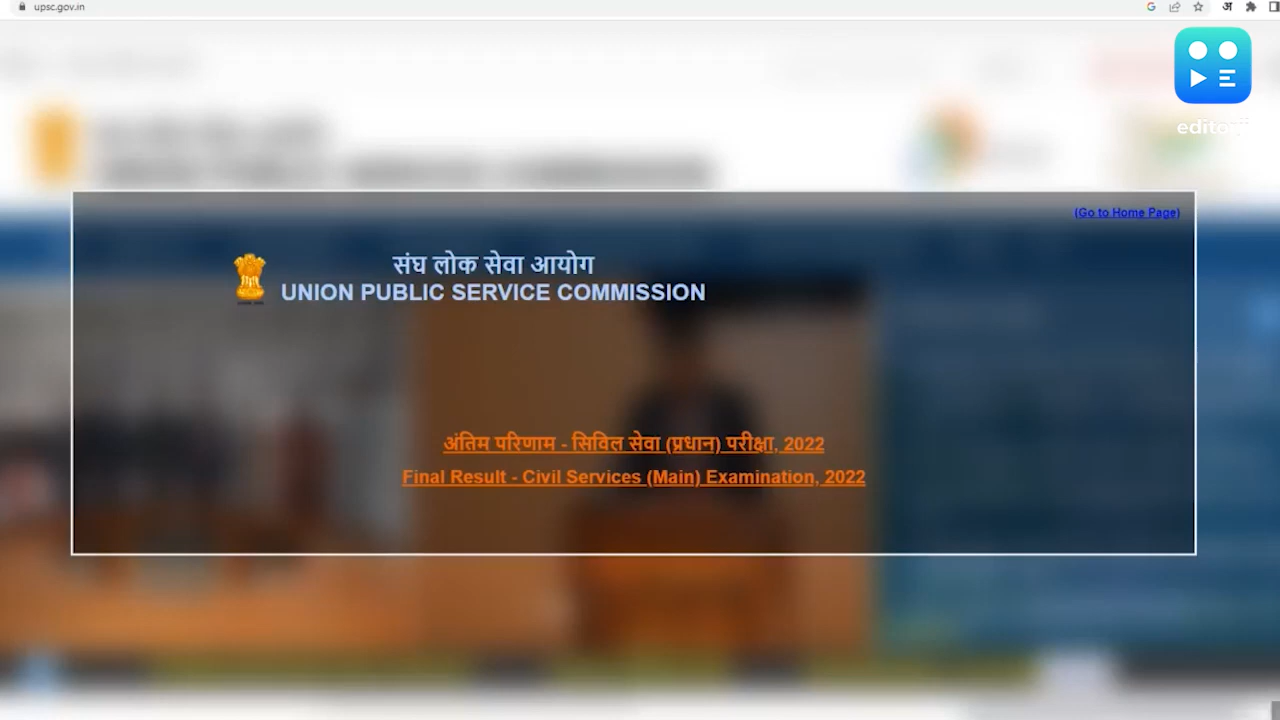 upsc.gov.in
editorji
(Go to Home Page)
संघ लोक सेवा आयोग
UNION PUBLIC SERVICE COMMISSION
अंतिम परिणाम - सिविल सेवा (प्रधान) परीक्षा, 2022
Final Result - Civil Services (Main) Examination, 2022